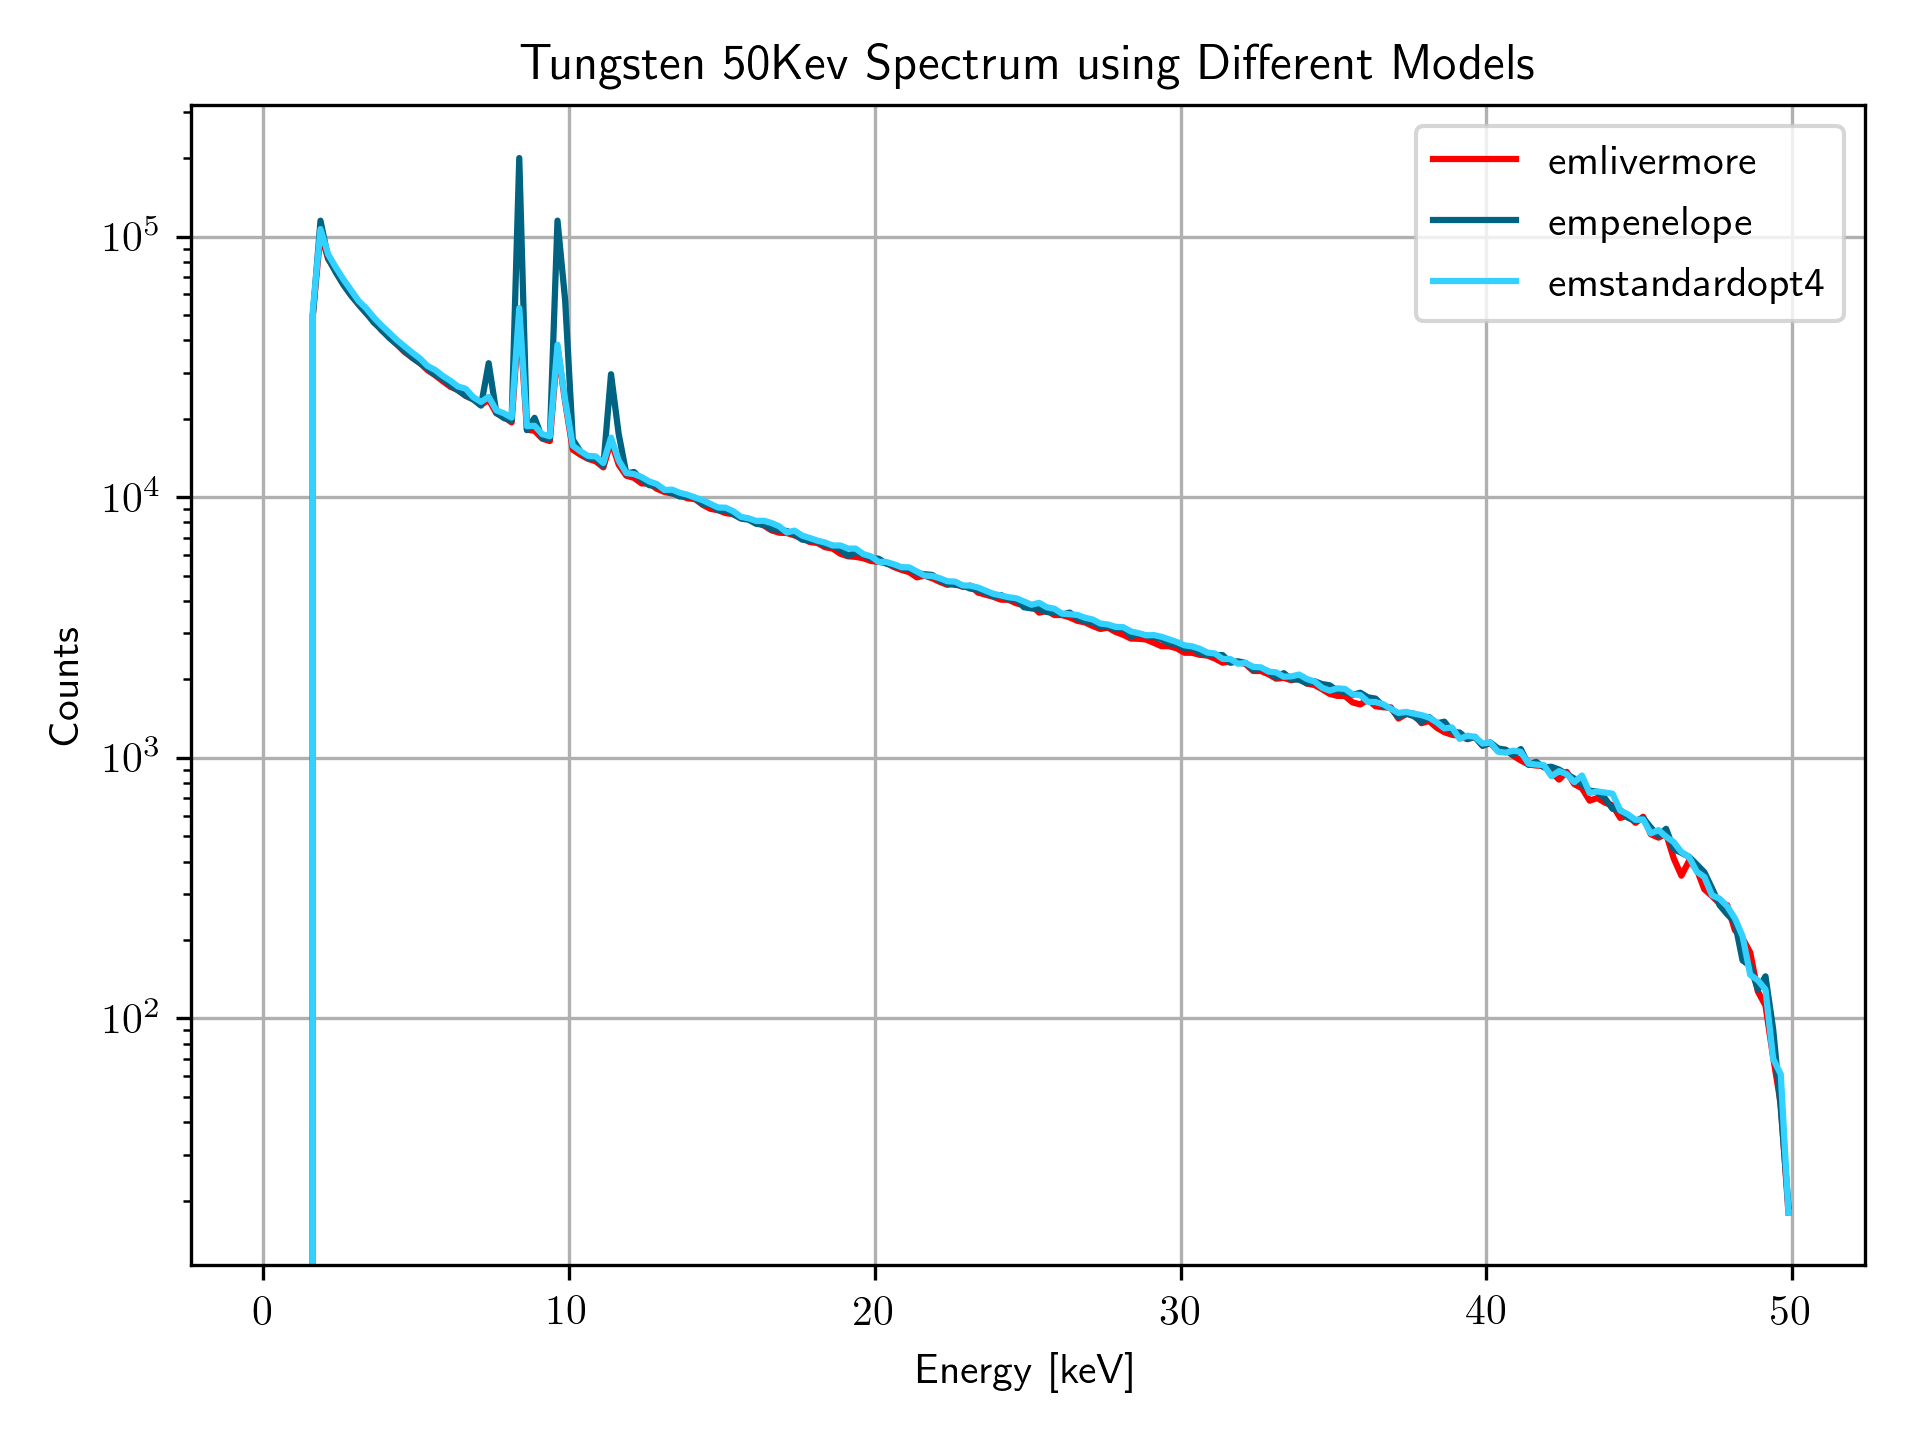 Tungsten 50Kev Spectrum using Different Models
emlivermore
empenelope
emstandardopt4
Counts
10^5
10^4
10^3
10^2
0 10 20 30 40 50
Energy [keV]